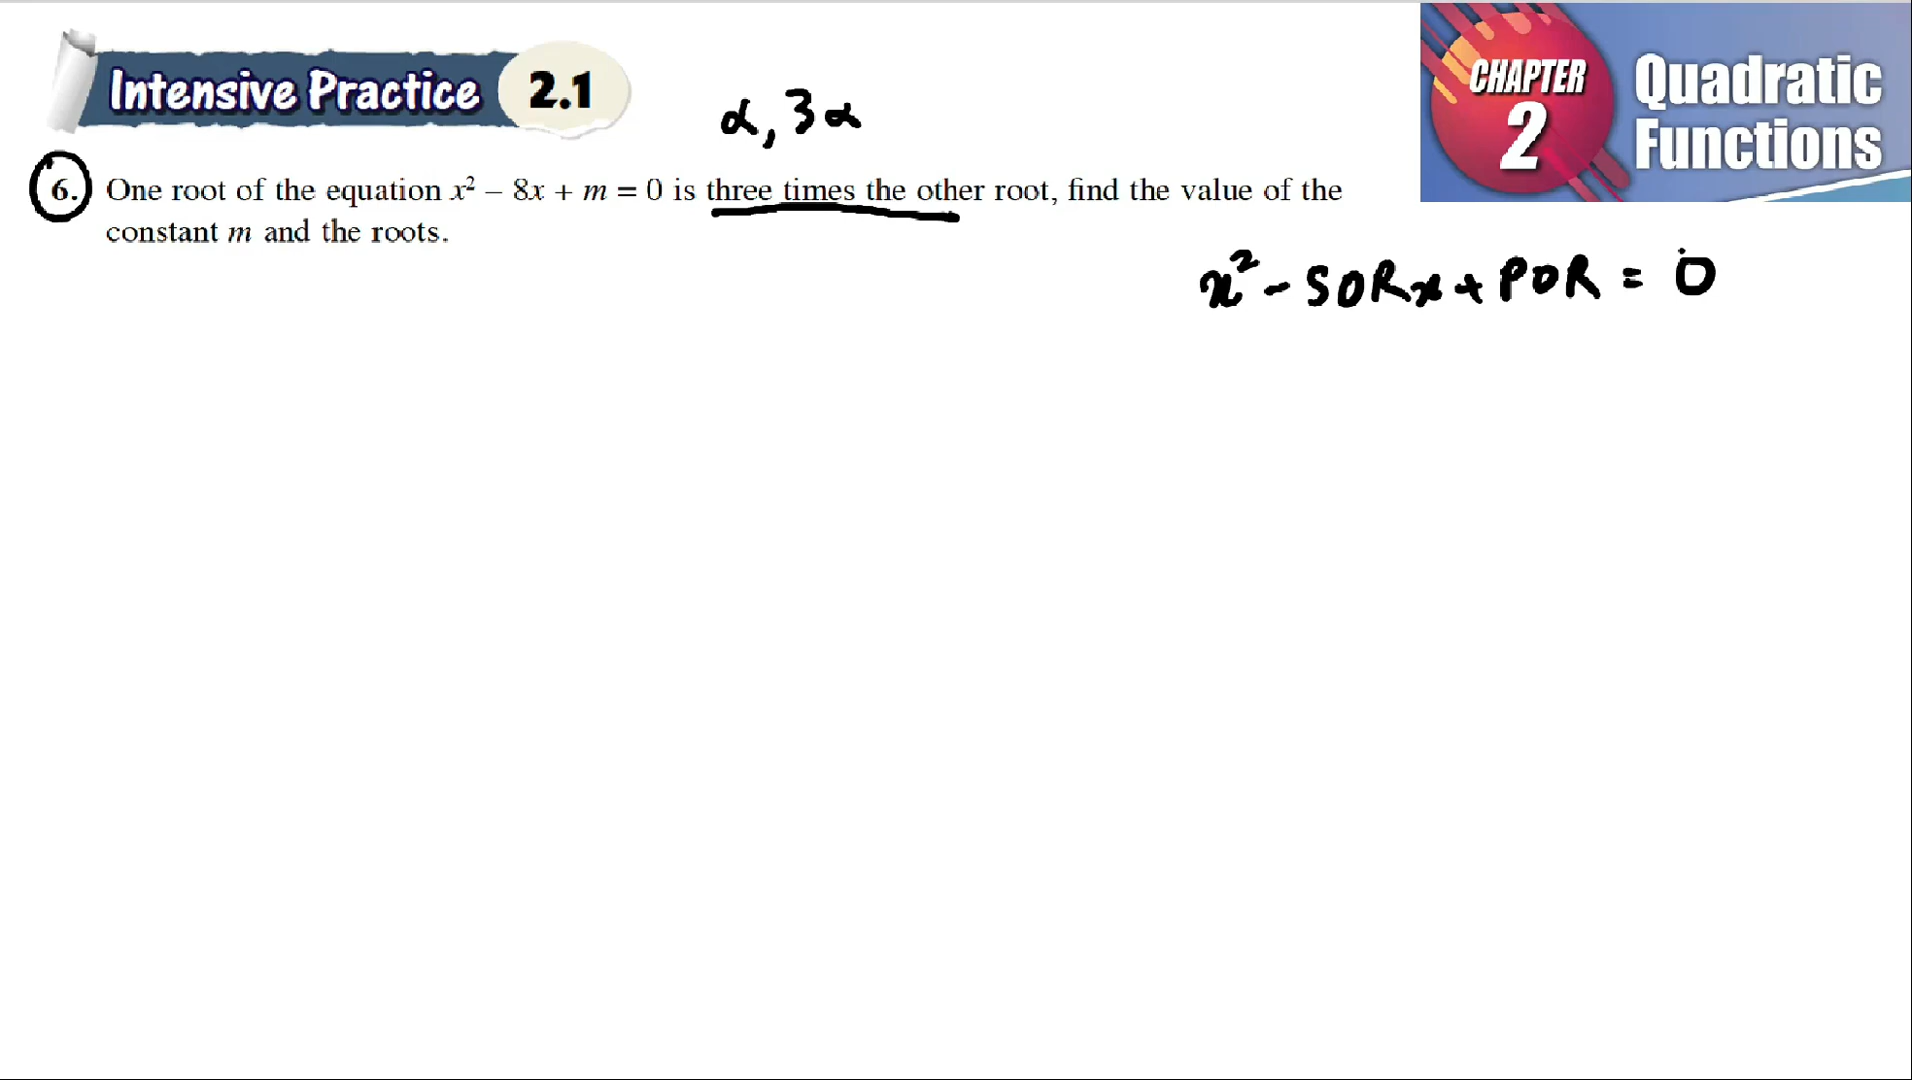 Intensive Practice 2.1
α, 3α
CHAPTER 2
Quadratic Functions
6. One root of the equation x² – 8x + m = 0 is three times the other root, find the value of the
constant m and the roots.
x² - SORx + POR = 0